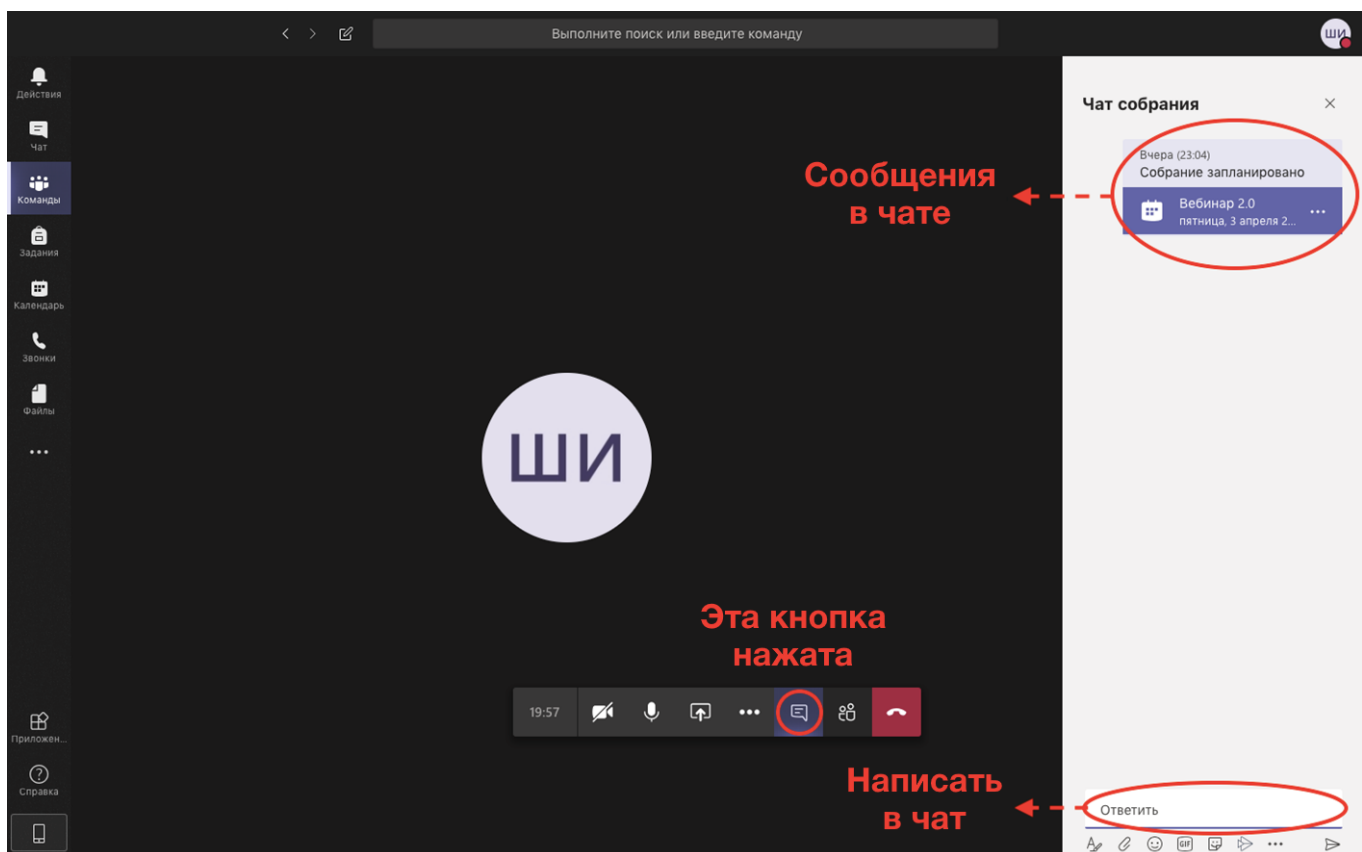 Выполните поиск или введите команду
ШИ
Действия
Чат
Команды
Задания
Календарь
Звонки
Файлы
Приложен...
Справка
Чат собрания
Вчера (23:04)
Собрание запланировано
Вебинар 2.0
пятница, 3 апреля 2...
Сообщения
в чате
ШИ
Эта кнопка
нажата
19:57
Написать
в чат
Ответить
GIF